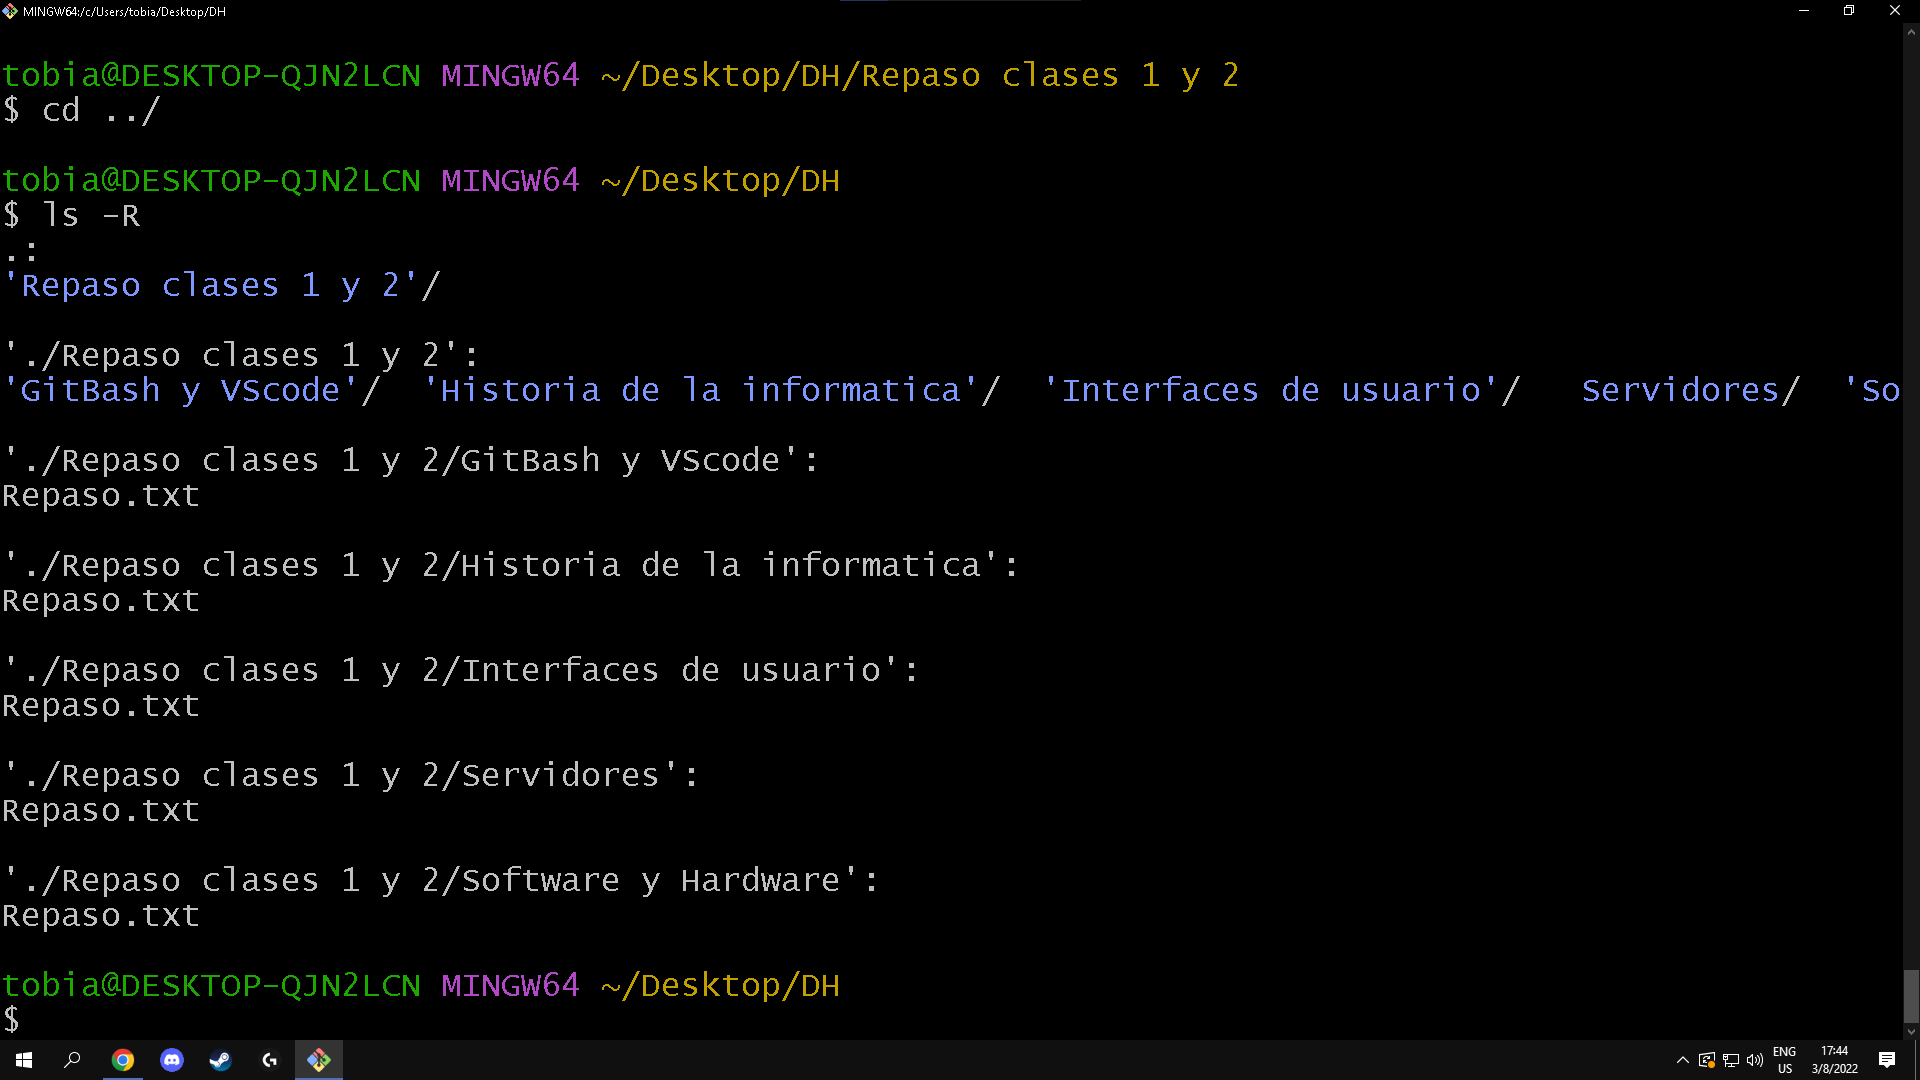 MINGW64:/c/Users/tobia/Desktop/DH
tobia@DESKTOP-QJN2LCN MINGW64 ~/Desktop/DH/Repaso clases 1 y 2
$ cd ../
tobia@DESKTOP-QJN2LCN MINGW64 ~/Desktop/DH
$ ls -R
.:
'Repaso clases 1 y 2'/
'./Repaso clases 1 y 2':
'GitBash y VScode'/  'Historia de la informatica'/  'Interfaces de usuario'/   Servidores/  'So
'./Repaso clases 1 y 2/GitBash y VScode':
Repaso.txt
'./Repaso clases 1 y 2/Historia de la informatica':
Repaso.txt
'./Repaso clases 1 y 2/Interfaces de usuario':
Repaso.txt
'./Repaso clases 1 y 2/Servidores':
Repaso.txt
'./Repaso clases 1 y 2/Software y Hardware':
Repaso.txt
tobia@DESKTOP-QJN2LCN MINGW64 ~/Desktop/DH
$
ENG
US
17:44
3/8/2022